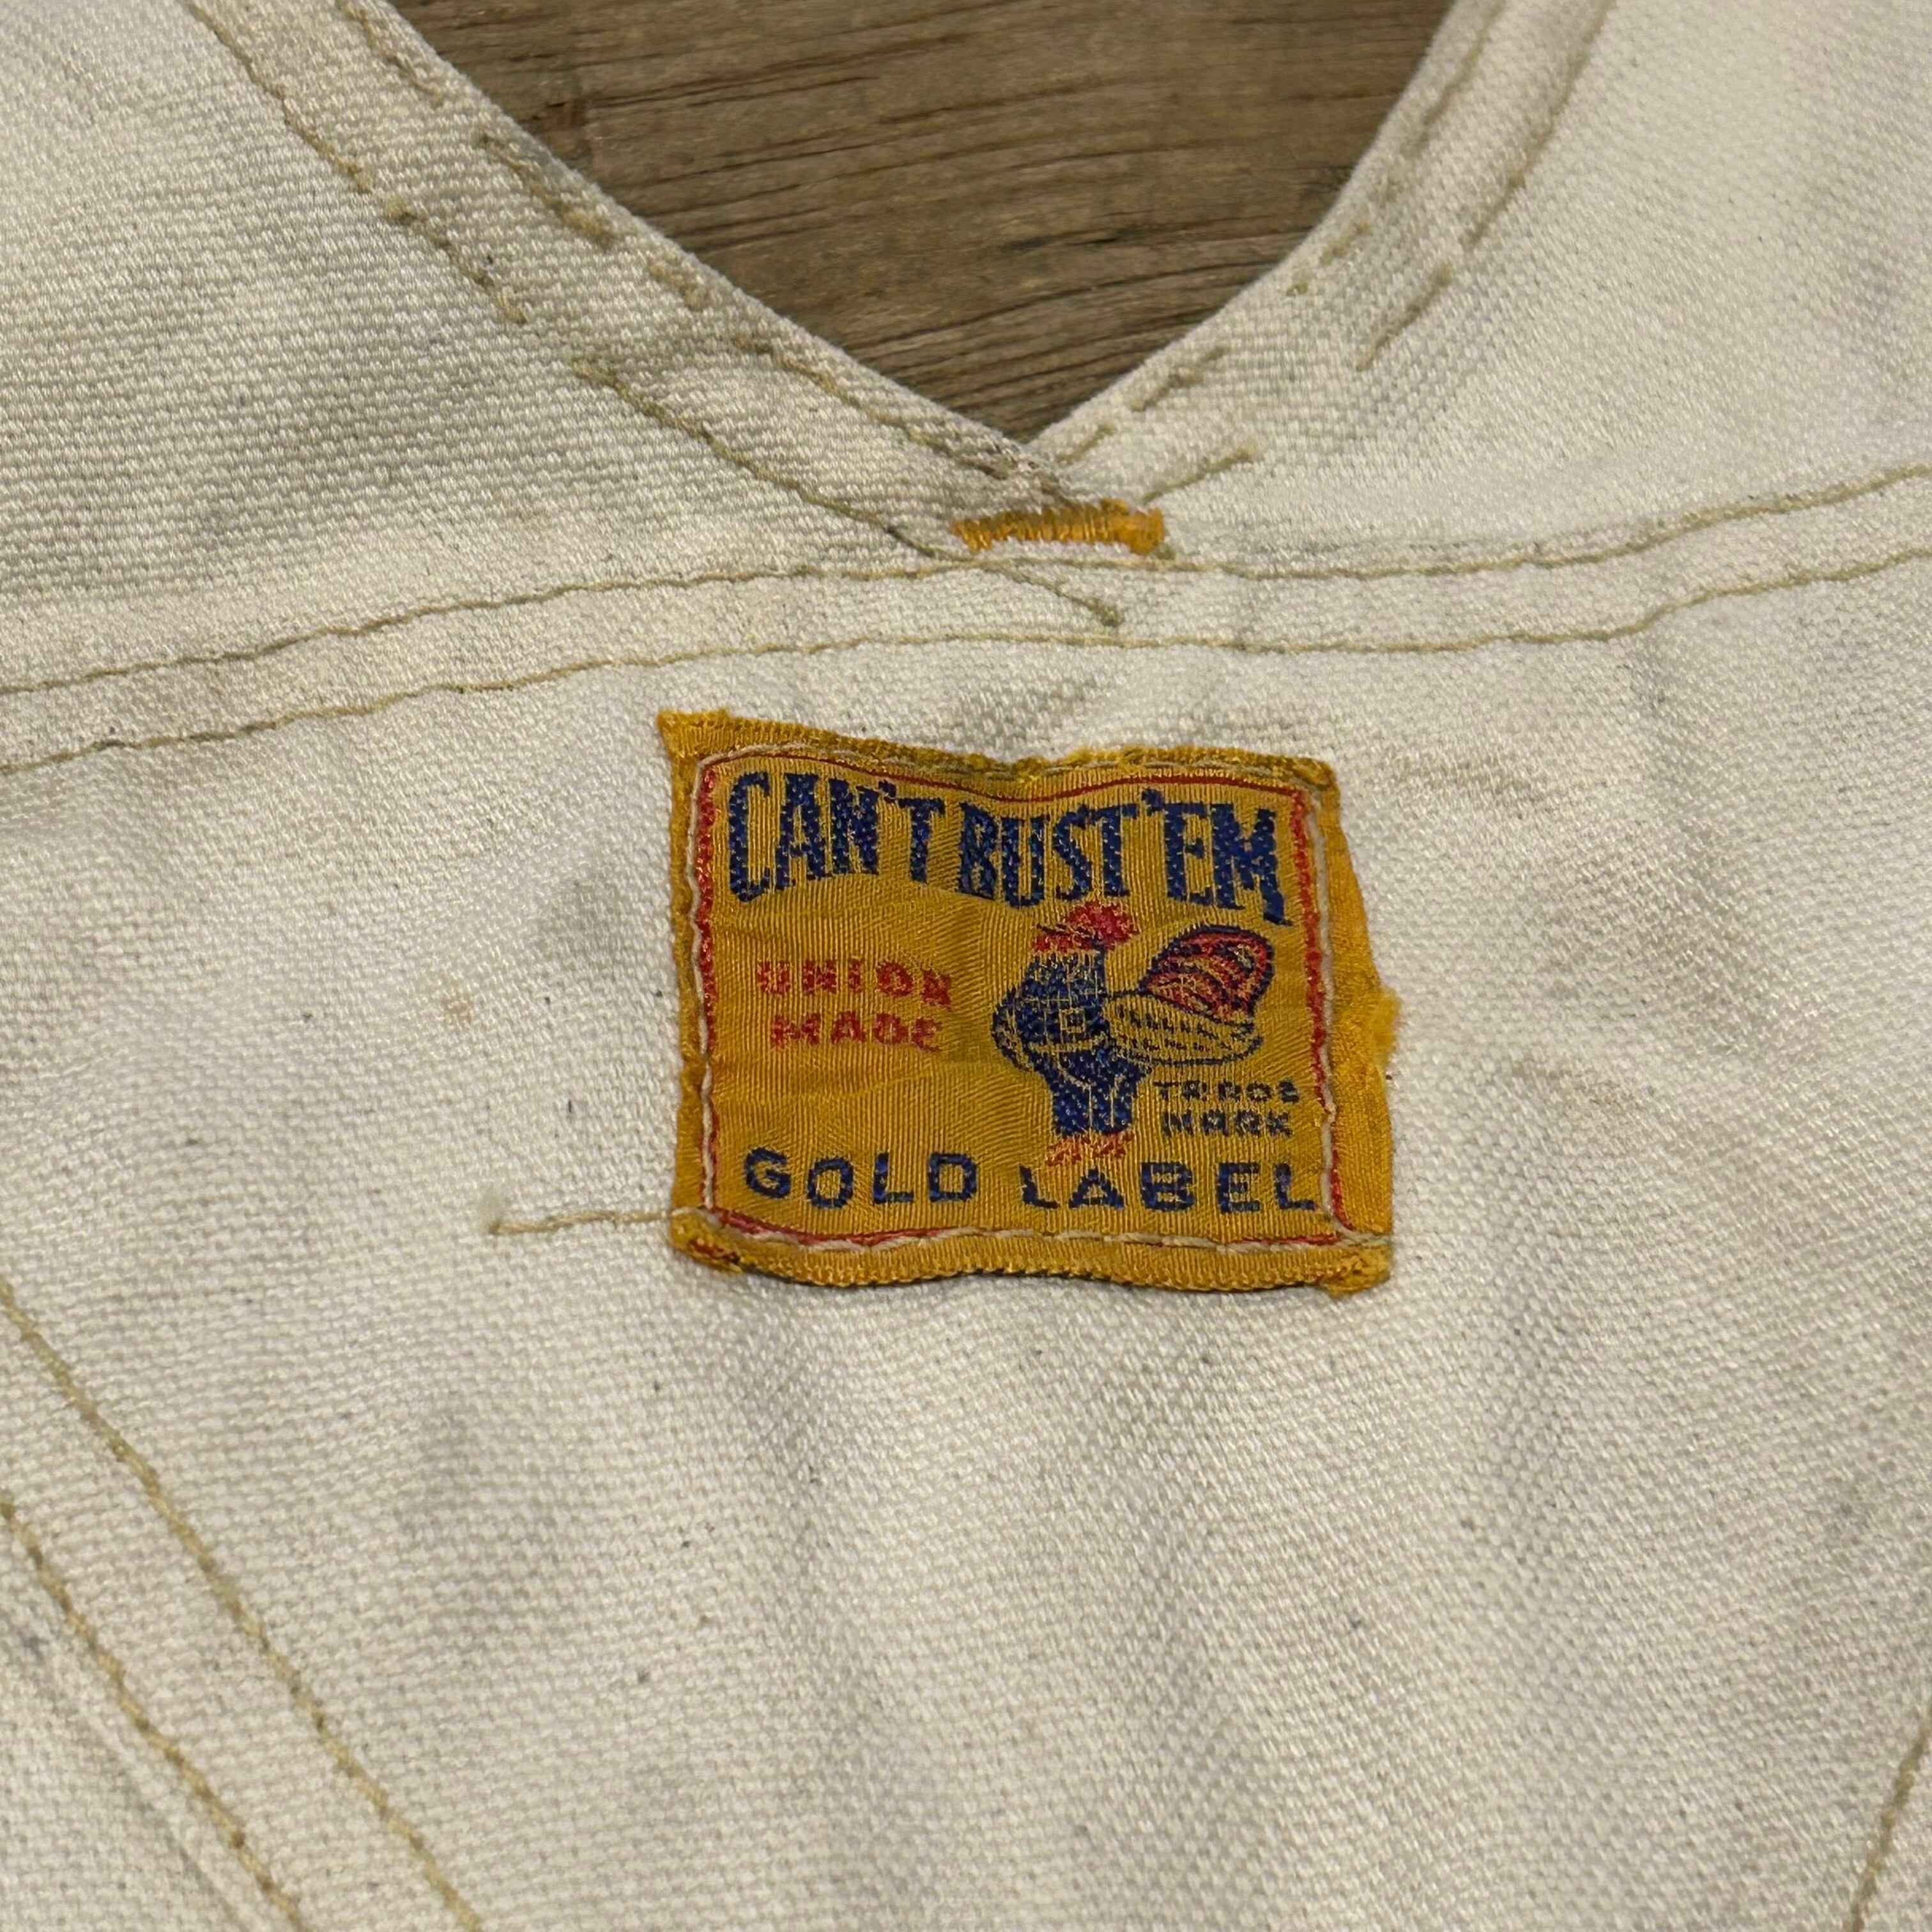 CAN'T BUST 'EM
UNION
MADE
TRADE
MARK
GOLD LABEL